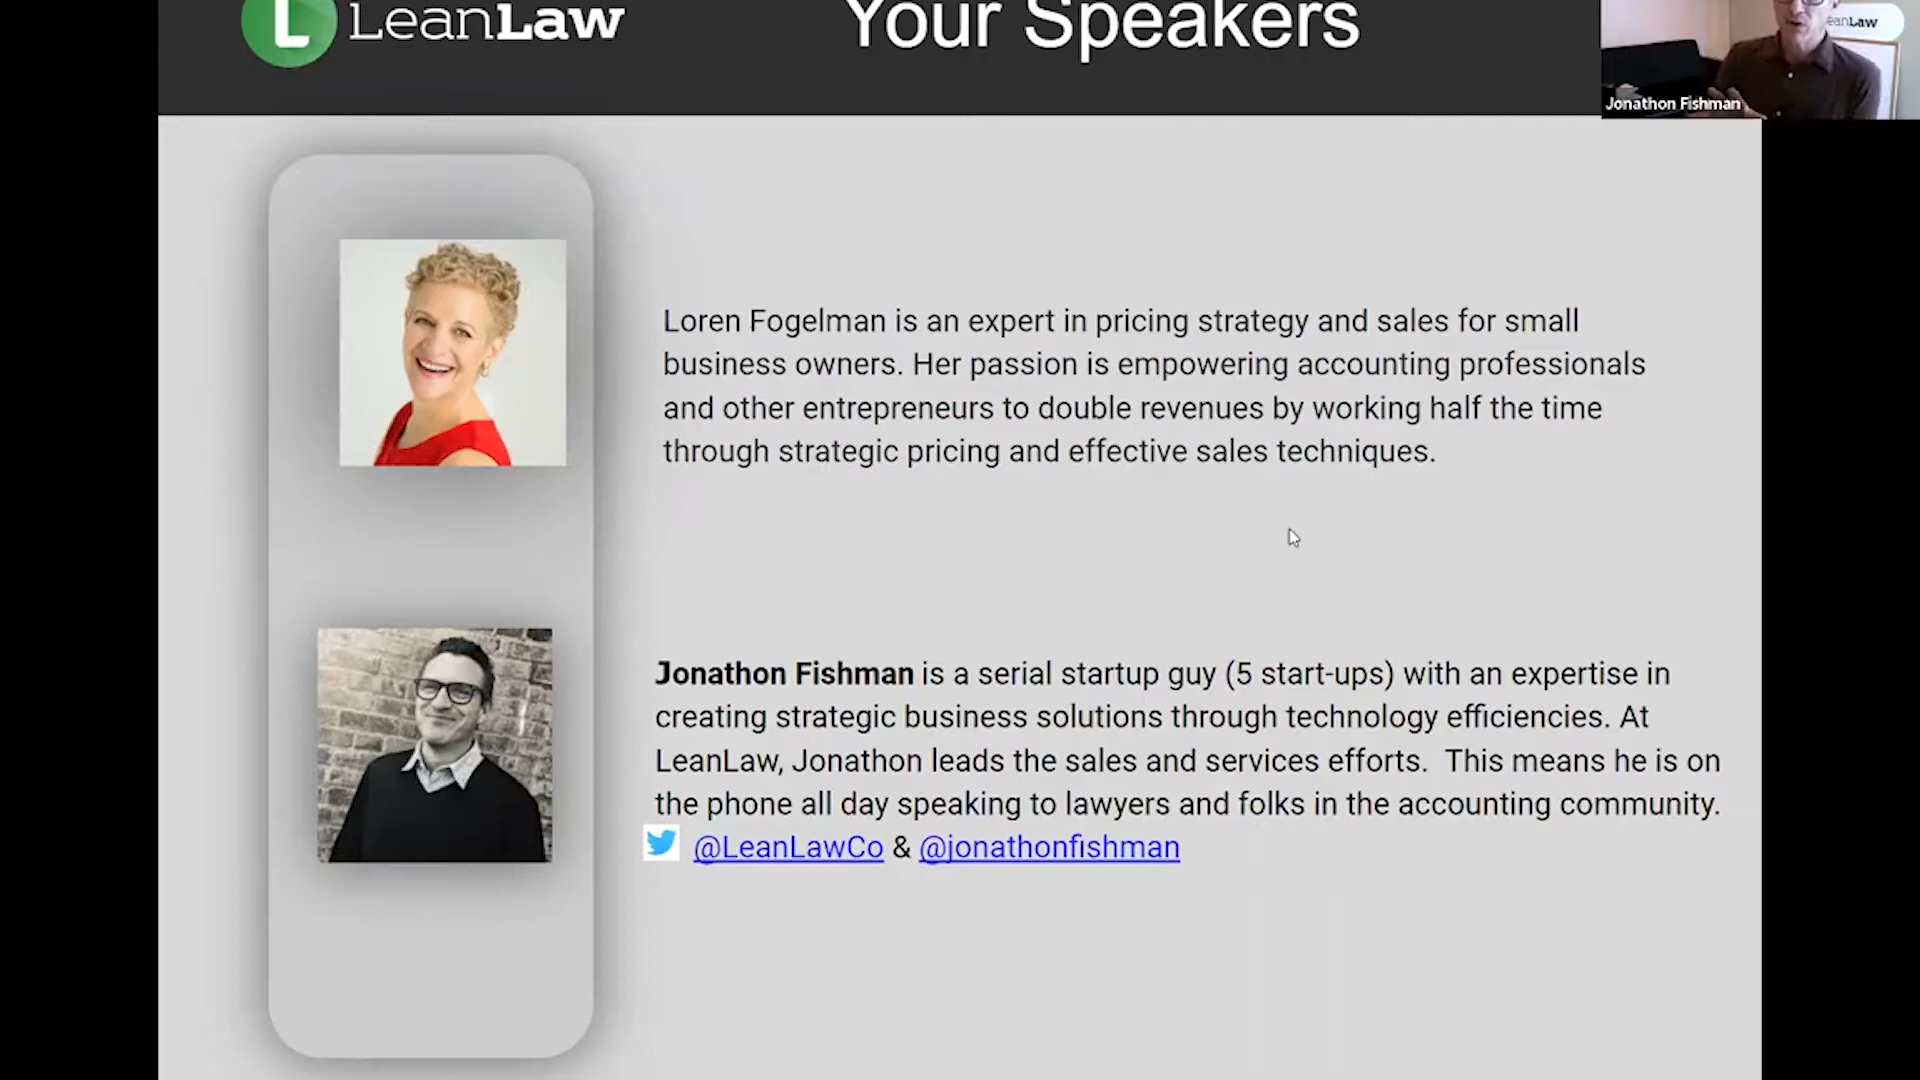 LeanLaw
Your Speakers
eanLaw
Jonathon Fishman
Loren Fogelman is an expert in pricing strategy and sales for small
business owners. Her passion is empowering accounting professionals
and other entrepreneurs to double revenues by working half the time
through strategic pricing and effective sales techniques.
Jonathon Fishman is a serial startup guy (5 start-ups) with an expertise in
creating strategic business solutions through technology efficiencies. At
LeanLaw, Jonathon leads the sales and services efforts. This means he is on
the phone all day speaking to lawyers and folks in the accounting community.
@LeanLawCo & @jonathonfishman